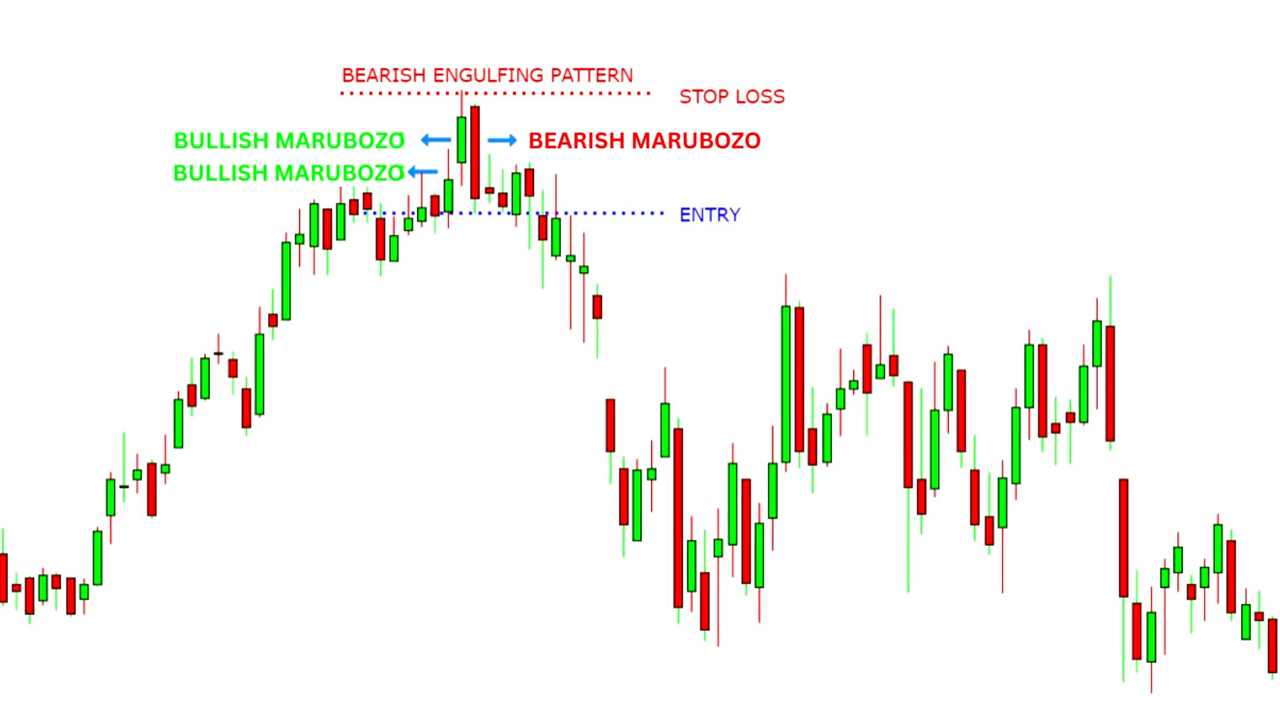 BEARISH ENGULFING PATTERN
STOP LOSS
BULLISH MARUBOZO
BEARISH MARUBOZO
BULLISH MARUBOZO
ENTRY